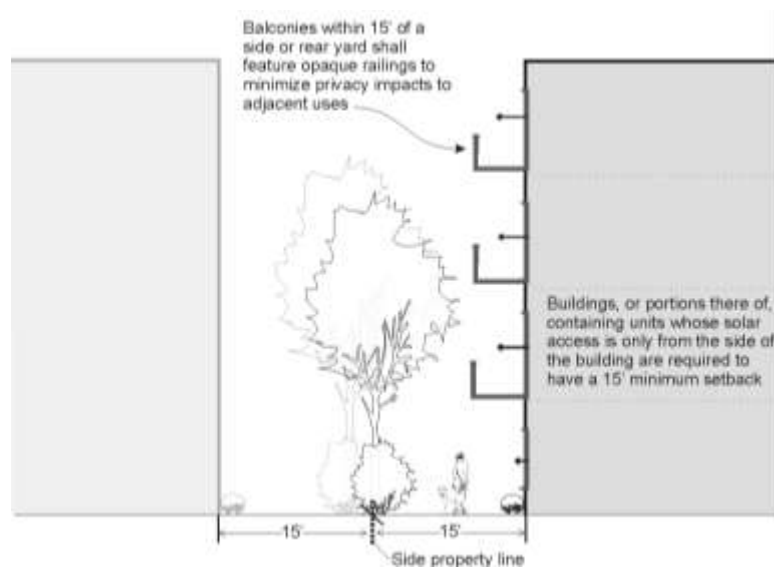 Balconies within 15' of a
side or rear yard shall
feature opaque railings to
minimize privacy impacts to
adjacent uses
Buildings, or portions there of,
containing units whose solar
access is only from the side of
the building are required to
have a 15' minimum setback
15'
15'
Side property line